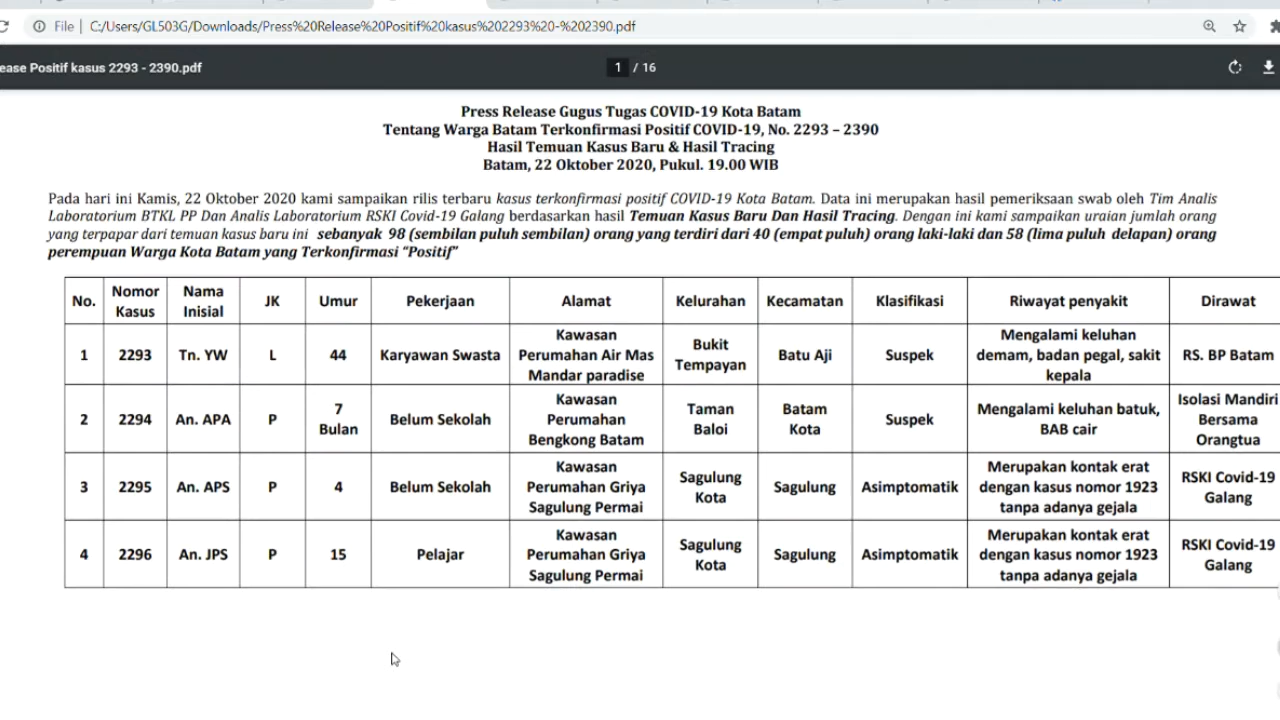 File | C:/Users/GL503G/Downloads/Press%20Release%20Positif%20kasus%202293%20-%202390.pdf
ease Positif kasus 2293 - 2390.pdf
1 / 16
Press Release Gugus Tugas COVID-19 Kota Batam
Tentang Warga Batam Terkonfirmasi Positif COVID-19, No. 2293 – 2390
Hasil Temuan Kasus Baru & Hasil Tracing
Batam, 22 Oktober 2020, Pukul. 19.00 WIB
Pada hari ini Kamis, 22 Oktober 2020 kami sampaikan rilis terbaru kasus terkonfirmasi positif COVID-19 Kota Batam. Data ini merupakan hasil pemeriksaan swab oleh Tim Analis
Laboratorium BTKL PP Dan Analis Laboratorium RSKI Covid-19 Galang berdasarkan hasil Temuan Kasus Baru Dan Hasil Tracing. Dengan ini kami sampaikan uraian jumlah orang
yang terpapar dari temuan kasus baru ini sebanyak 98 (sembilan puluh sembilan) orang yang terdiri dari 40 (empat puluh) orang laki-laki dan 58 (lima puluh delapan) orang
perempuan Warga Kota Batam yang Terkonfirmasi "Positif"
No. Nomor Kasus Nama Inisial JK Umur Pekerjaan Alamat Kelurahan Kecamatan Klasifikasi Riwayat penyakit Dirawat
1 2293 Tn. YW L 44 Karyawan Swasta Kawasan Perumahan Air Mas Mandar paradise Bukit Tempayan Batu Aji Suspek Mengalami keluhan demam, badan pegal, sakit kepala RS. BP Batam
2 2294 An. APA P 7 Bulan Belum Sekolah Kawasan Perumahan Bengkong Batam Taman Baloi Batam Kota Suspek Mengalami keluhan batuk, BAB cair Isolasi Mandiri Bersama Orangtua
3 2295 An. APS P 4 Belum Sekolah Kawasan Perumahan Griya Sagulung Permai Sagulung Kota Sagulung Asimptomatik Merupakan kontak erat dengan kasus nomor 1923 tanpa adanya gejala RSKI Covid-19 Galang
4 2296 An. JPS P 15 Pelajar Kawasan Perumahan Griya Sagulung Permai Sagulung Kota Sagulung Asimptomatik Merupakan kontak erat dengan kasus nomor 1923 tanpa adanya gejala RSKI Covid-19 Galang